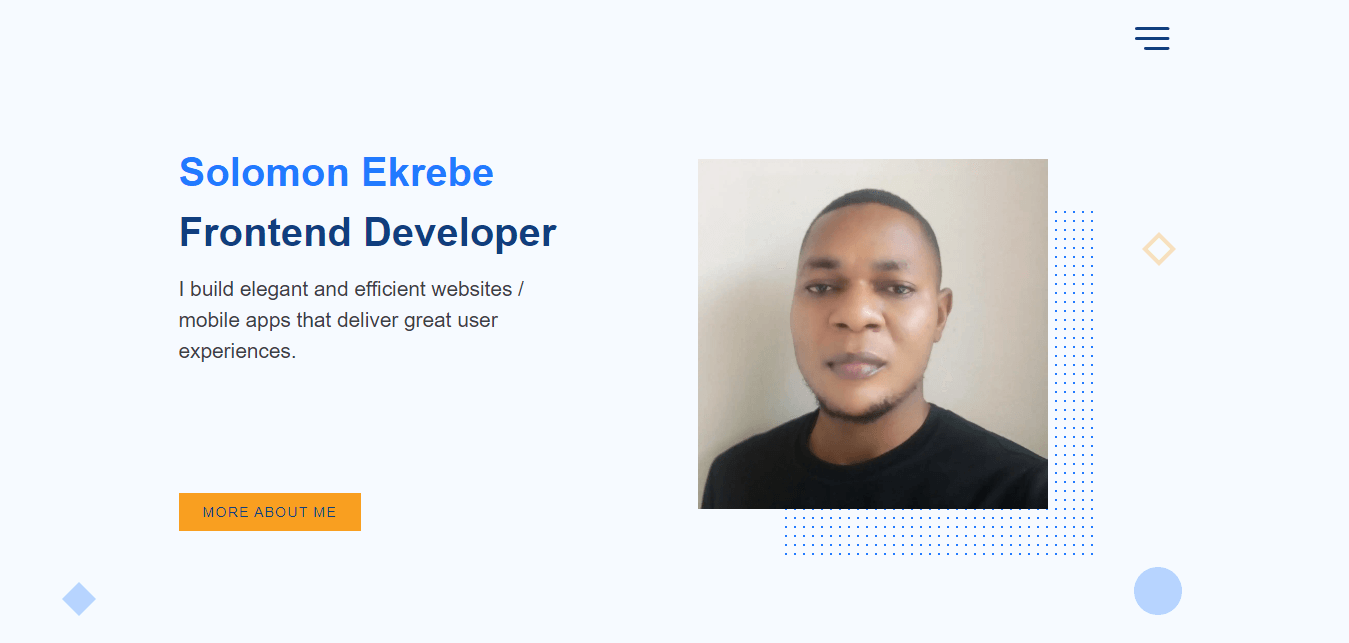 Solomon Ekrebe
Frontend Developer
I build elegant and efficient websites /
mobile apps that deliver great user
experiences.
MORE ABOUT ME